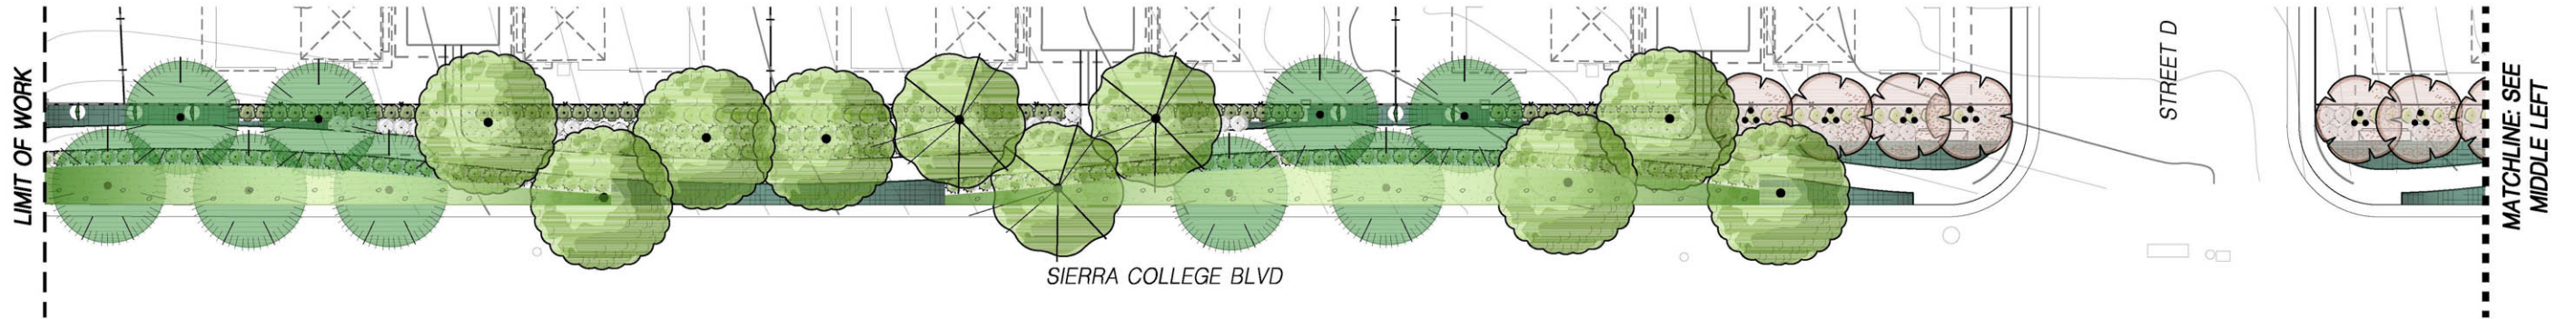 LIMIT OF WORK
SIERRA COLLEGE BLVD
STREET D
MATCHLINE: SEE
MIDDLE LEFT